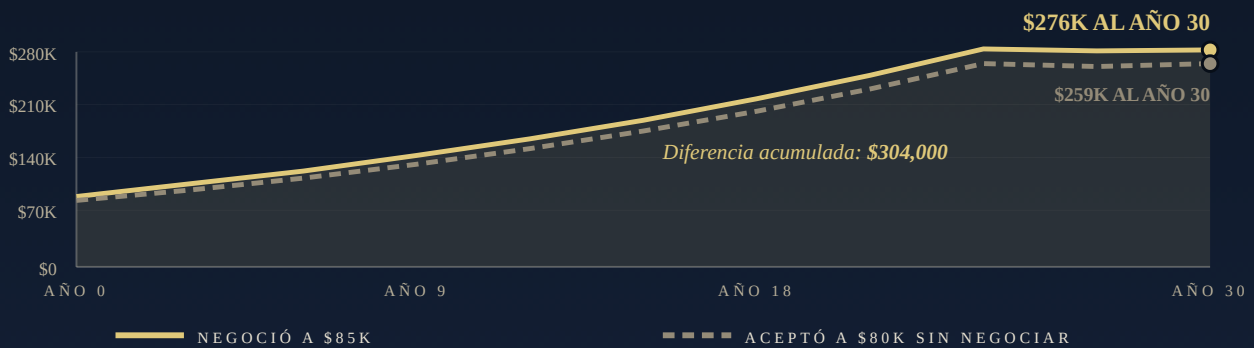 $276K AL AÑO 30
$280K
$259K AL AÑO 30
$210K
Diferencia acumulada: $304,000
$140K
$70K
$0
AÑO 0
AÑO 9
AÑO 18
AÑO 30
NEGOCIÓ A $85K
ACEPTÓ A $80K SIN NEGOCIAR